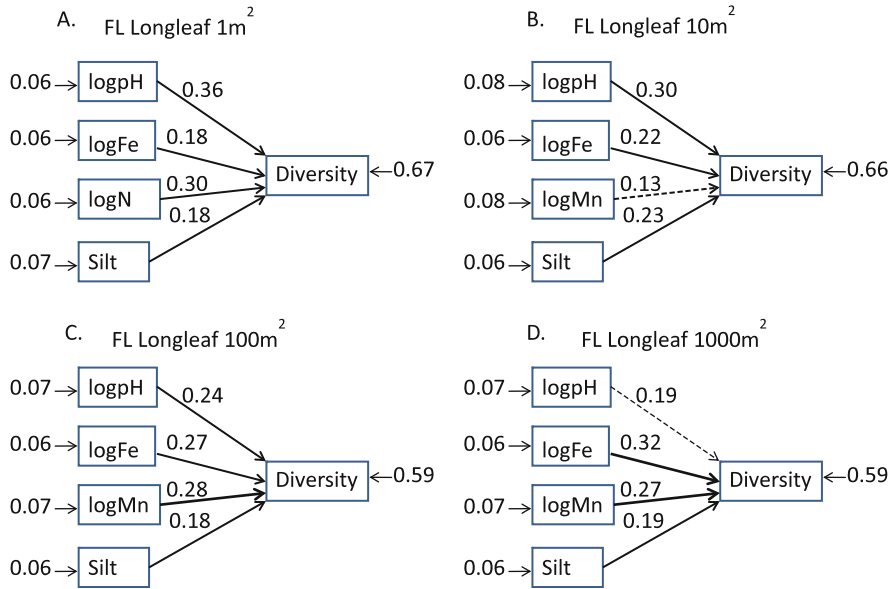 A. FL Longleaf 1m²
0.06 logpH 0.36
0.06 logFe 0.18
0.06 logN 0.30
0.07 Silt 0.18
Diversity 0.67
B. FL Longleaf 10m²
0.08 logpH 0.30
0.06 logFe 0.22
0.08 logMn 0.13
0.06 Silt 0.23
Diversity 0.66
C. FL Longleaf 100m²
0.07 logpH 0.24
0.06 logFe 0.27
0.07 logMn 0.28
0.06 Silt 0.18
Diversity 0.59
D. FL Longleaf 1000m²
0.07 logpH 0.19
0.06 logFe 0.32
0.07 logMn 0.27
0.06 Silt 0.19
Diversity 0.59